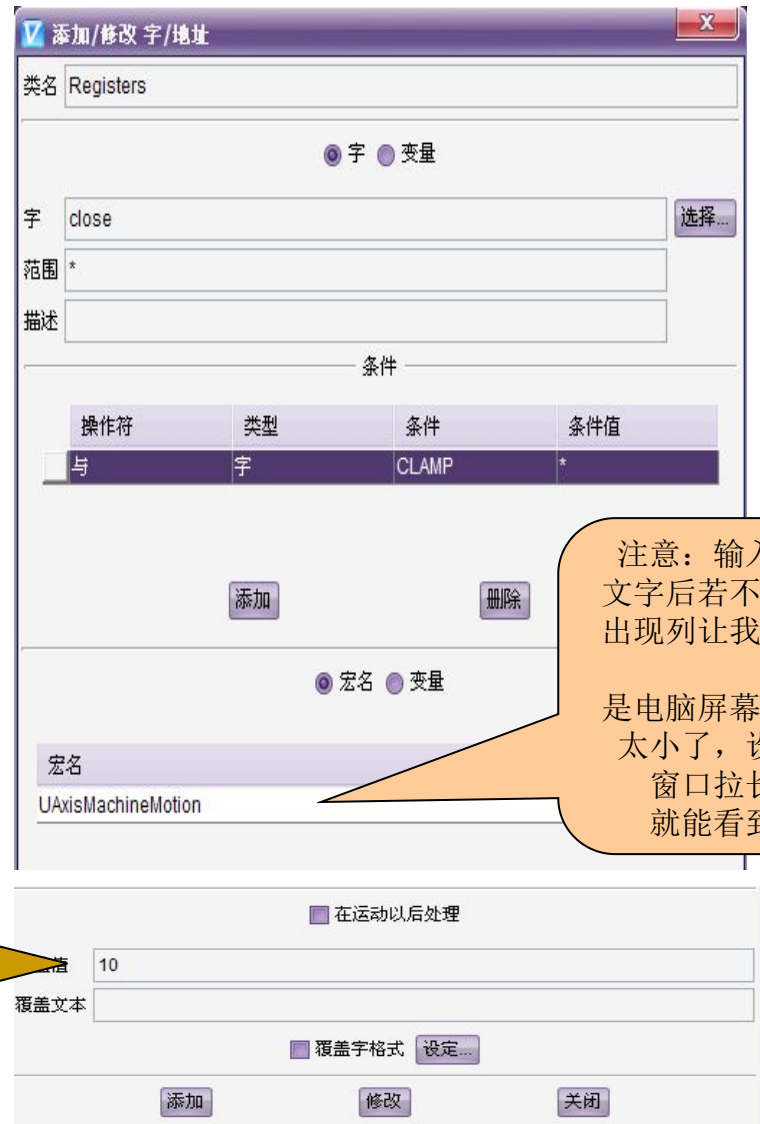 添加/修改 字/地址
类名 Registers
字 变量
字 close 选择...
范围 *
描述
条件
操作符 类型 条件 条件值
与 字 CLAMP *
添加 删除
宏名 变量
宏名
UAxisMachineMotion
注意：输入
文字后若不
出现列让我
是电脑屏幕
太小了，
窗口拉
就能看
在运动以后处理
值 10
覆盖文本
覆盖字格式 设定...
添加 修改 关闭